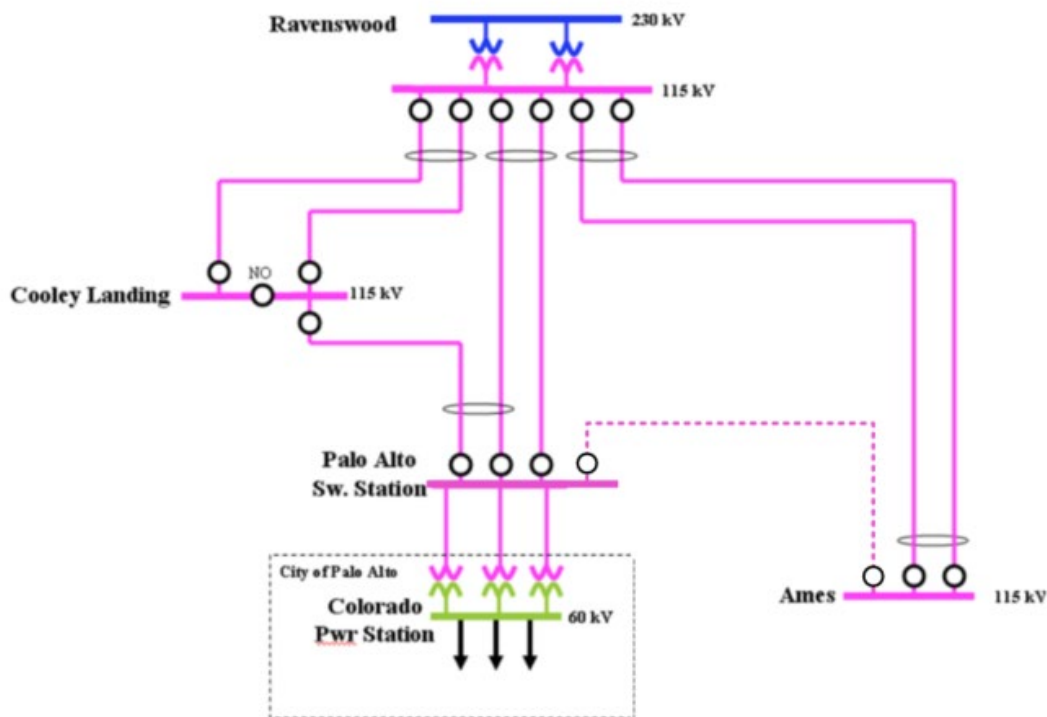 Ravenswood
230 kV
115 kV
NO
Cooley Landing
115 kV
Palo Alto
Sw. Station
City of Palo Alto
Colorado
Pwr Station
60 kV
Ames
115 kV